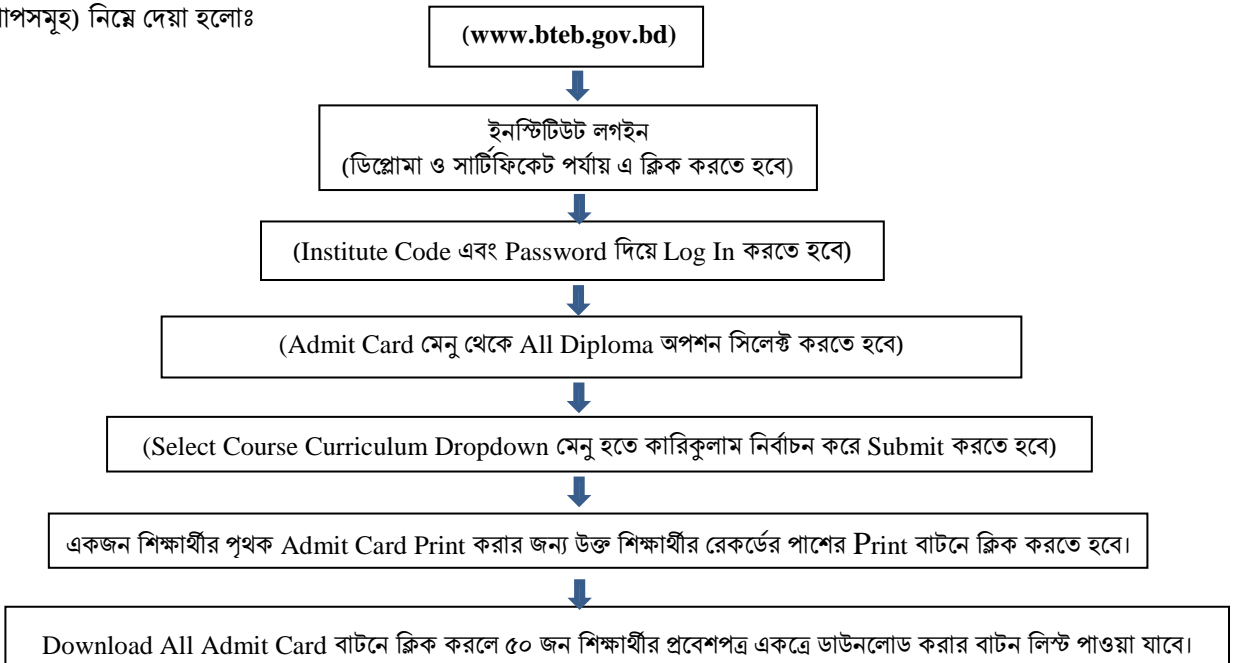 নিম্নে দেয়া হলোঃ
(www.bteb.gov.bd)
ইনস্টিটিউট লগইন
(ডিপ্লোমা ও সার্টিফিকেট পর্যায় এ ক্লিক করতে হবে)
(Institute Code এবং Password দিয়ে Log In করতে হবে)
(Admit Card মেনু থেকে All Diploma অপশন সিলেক্ট করতে হবে)
(Select Course Curriculum Dropdown মেনু হতে কারিকুলাম নির্বাচন করে Submit করতে হবে)
একজন শিক্ষার্থীর পৃথক Admit Card Print করার জন্য উক্ত শিক্ষার্থীর রেকর্ডের পাশের Print বাটনে ক্লিক করতে হবে।
Download All Admit Card বাটনে ক্লিক করলে ৫০ জন শিক্ষার্থীর প্রবেশপত্র একত্রে ডাউনলোড করার বাটন লিস্ট পাওয়া যাবে।